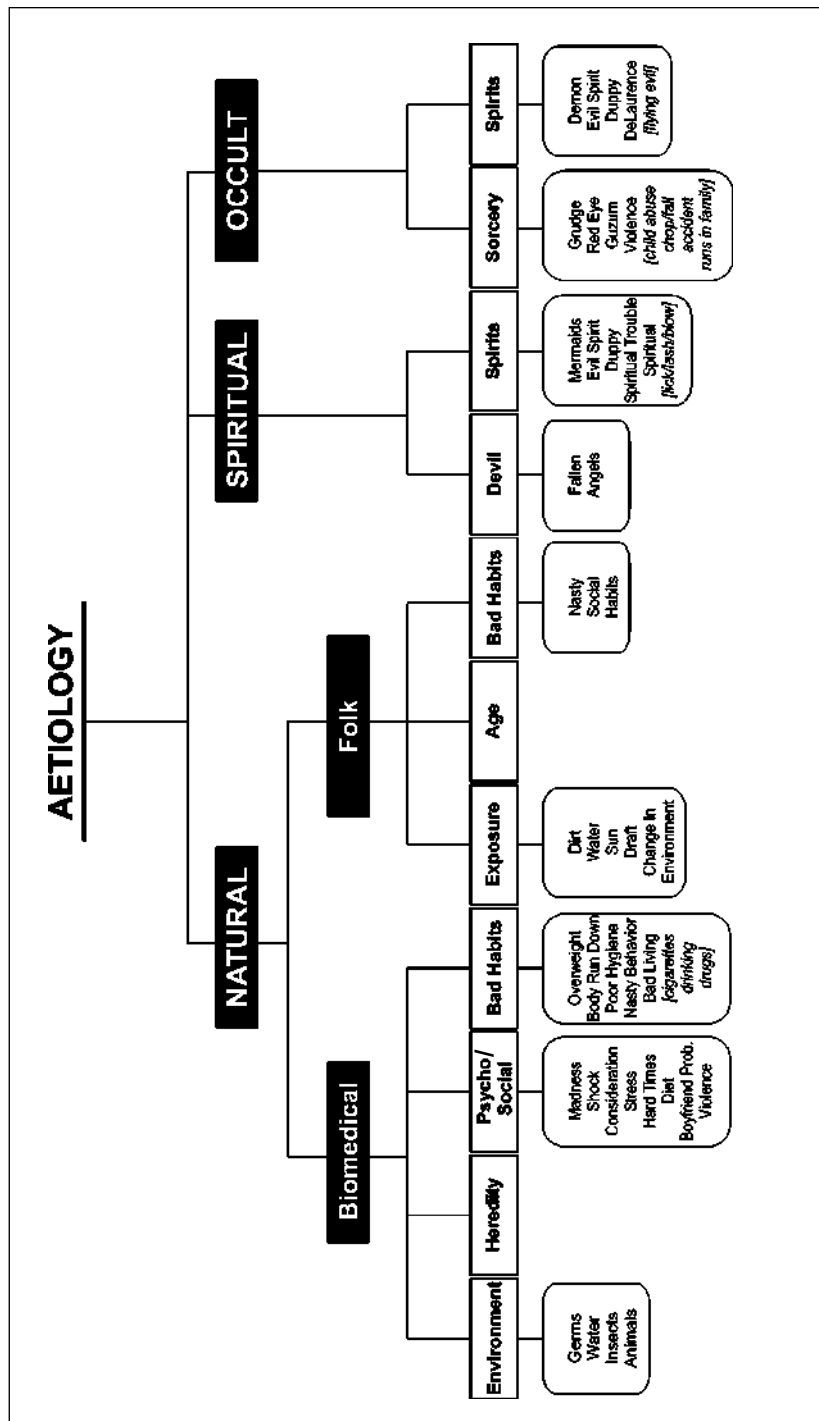 AETIOLOGY
NATURAL
SPIRITUAL
OCCULT
Biomedical
Folk
Environment
Heredity
Psycho/
Social
Bad Habits
Exposure
Age
Bad Habits
Devil
Spirits
Sorcery
Spirits
Germs
Water
Insects
Animals
Madness
Shock
Consideration
Stress
Hard Times
Diet
Boyfriend Prob.
Violence
Overweight
Body Run Down
Poor Hygiene
Nasty Behavior
Bad Living
[cigarettes
drinking
drugs]
Dirt
Water
Sun
Draft
Change In
Environment
Nasty
Social
Habits
Fallen
Angels
Mermaids
Evil Spirit
Duppy
Spiritual Trouble
Spiritual
[lick/lash/blow]
Grudge
Red Eye
Guzum
Violence
[child abuse
chop/fall
accident
runs in family]
Demon
Evil Spirit
Duppy
DeLaurence
[flying evil]